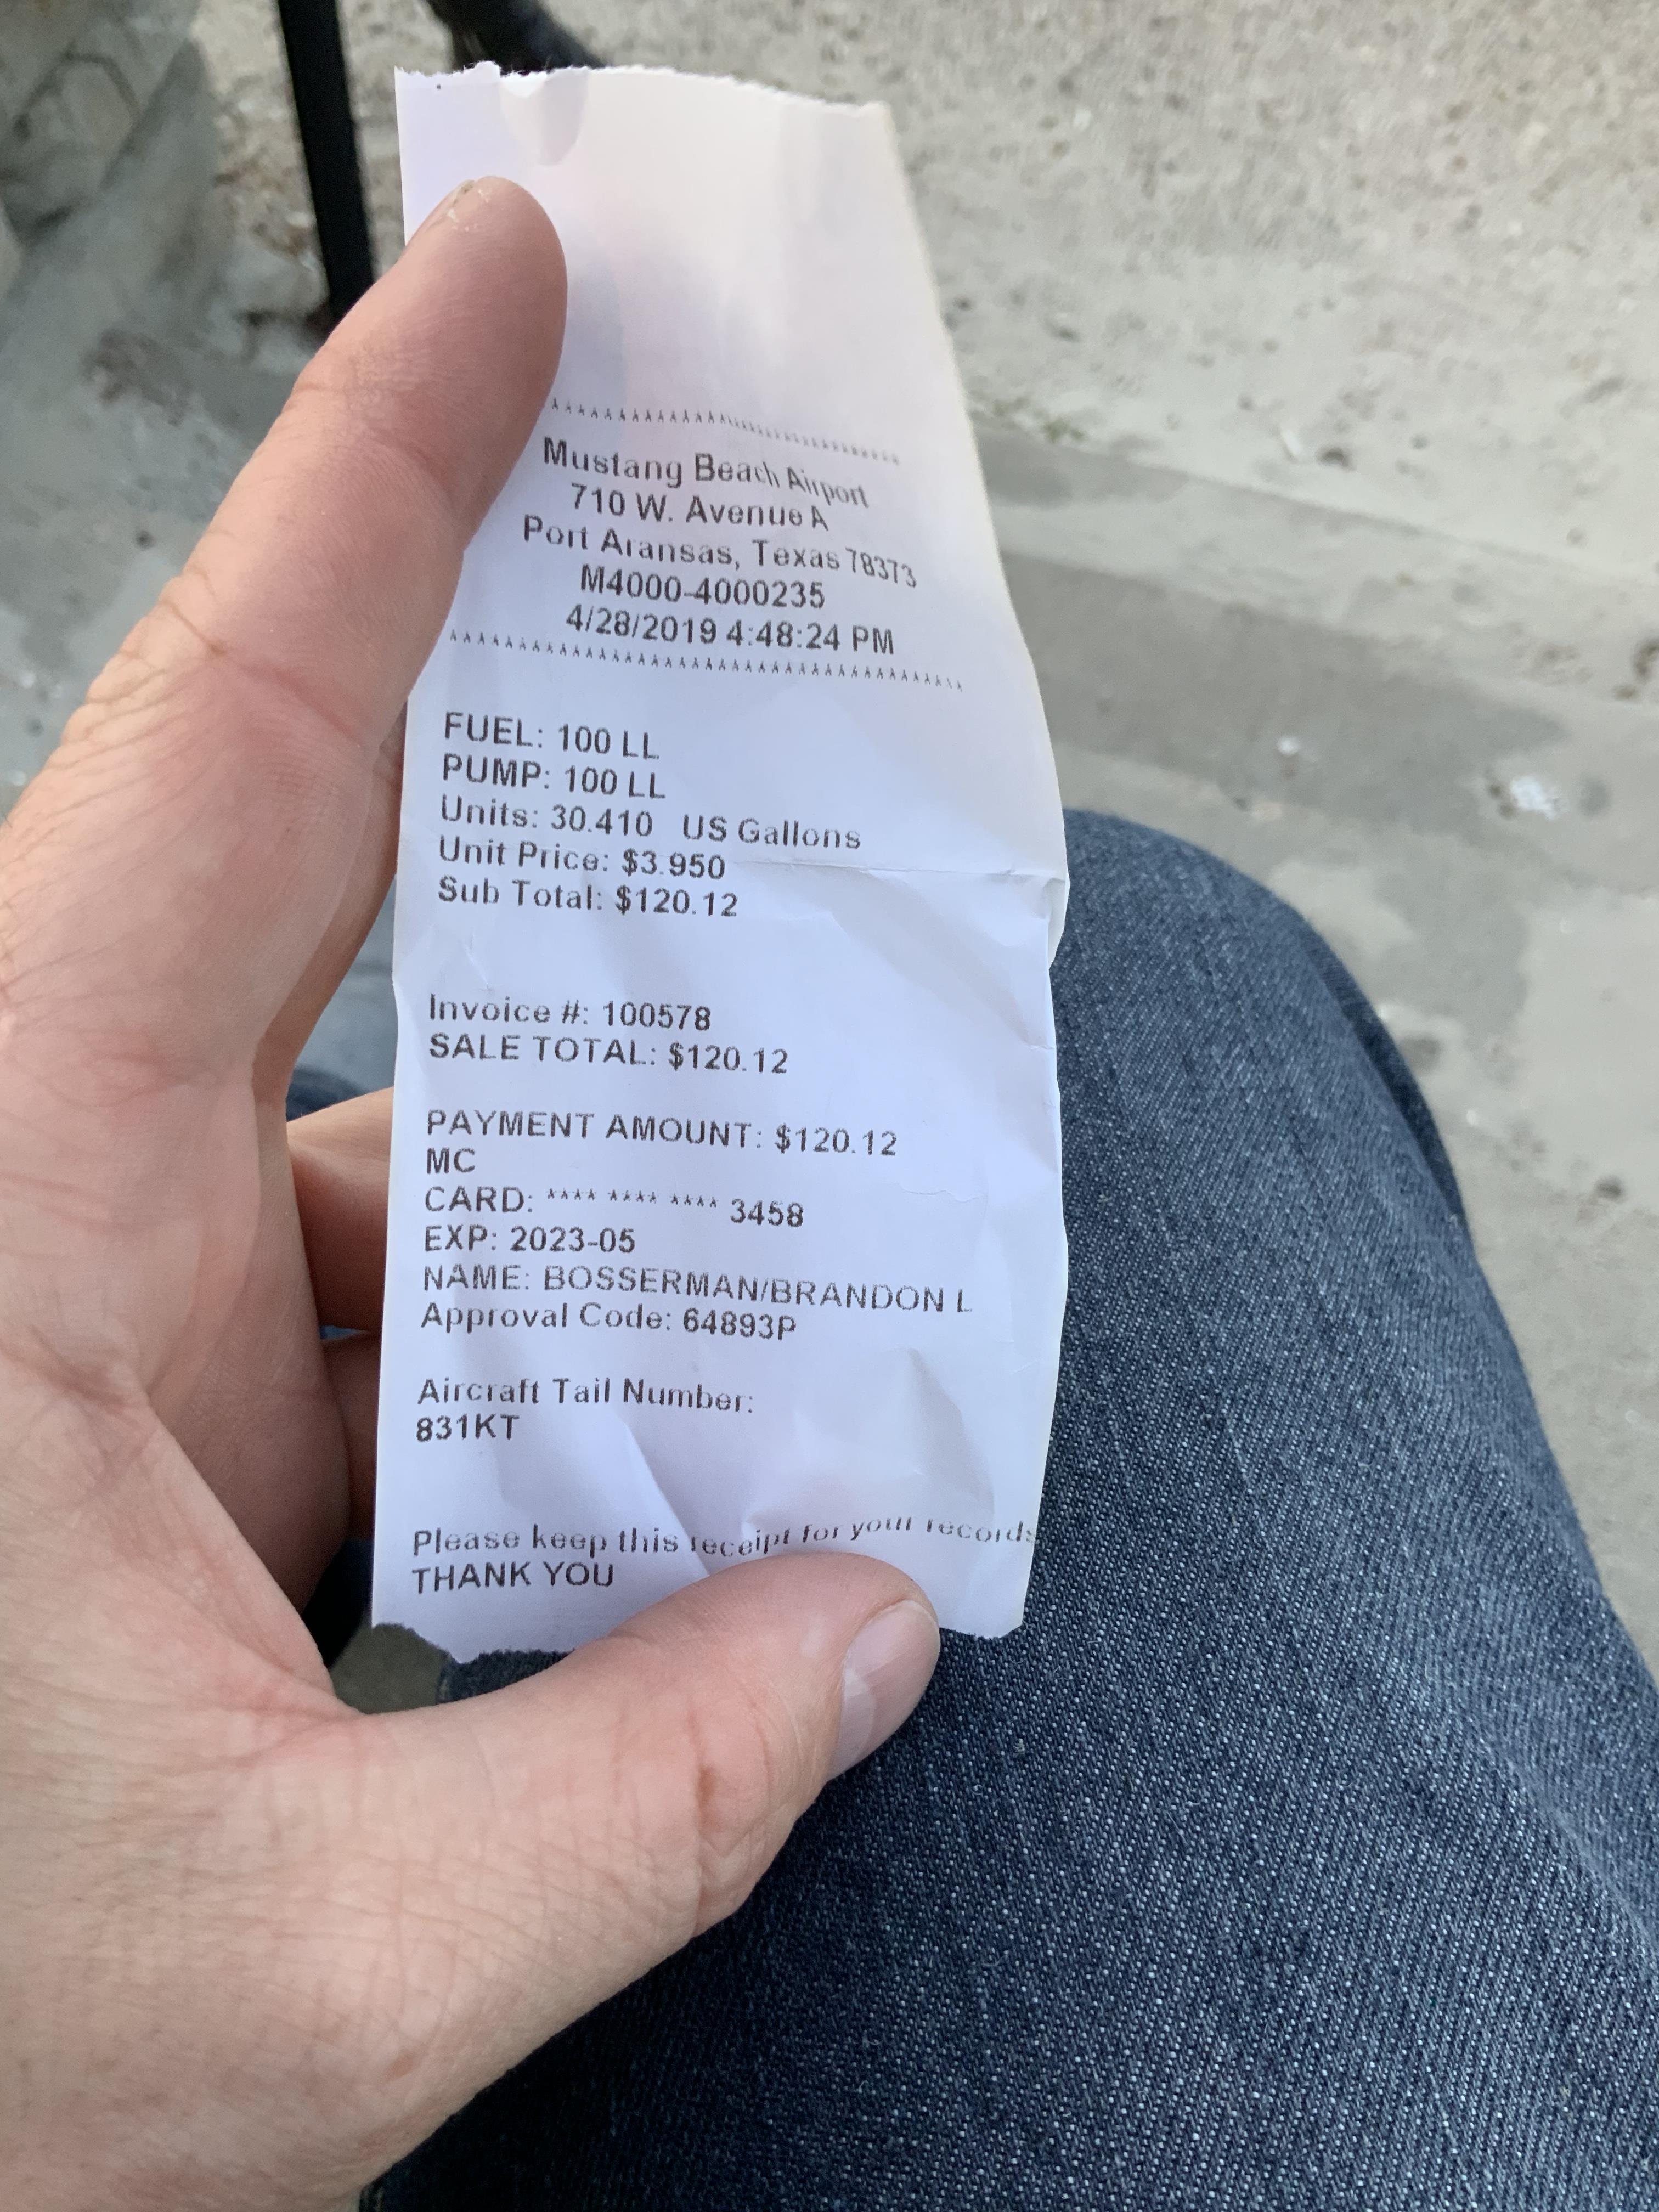 ****************************************
Mustang Beach Airport
710 W. Avenue A
Port Aransas, Texas 78373
M4000-4000235
4/28/2019 4:48:24 PM
****************************************
FUEL: 100 LL
PUMP: 100 LL
Units: 30.410 US Gallons
Unit Price: $3.950
Sub Total: $120.12
Invoice #: 100578
SALE TOTAL: $120.12
PAYMENT AMOUNT: $120.12
MC
CARD: **** **** **** 3458
EXP: 2023-05
NAME: BOSSERMAN/BRANDON L
Approval Code: 64893P
Aircraft Tail Number:
831KT
Please keep this receipt for your records
THANK YOU